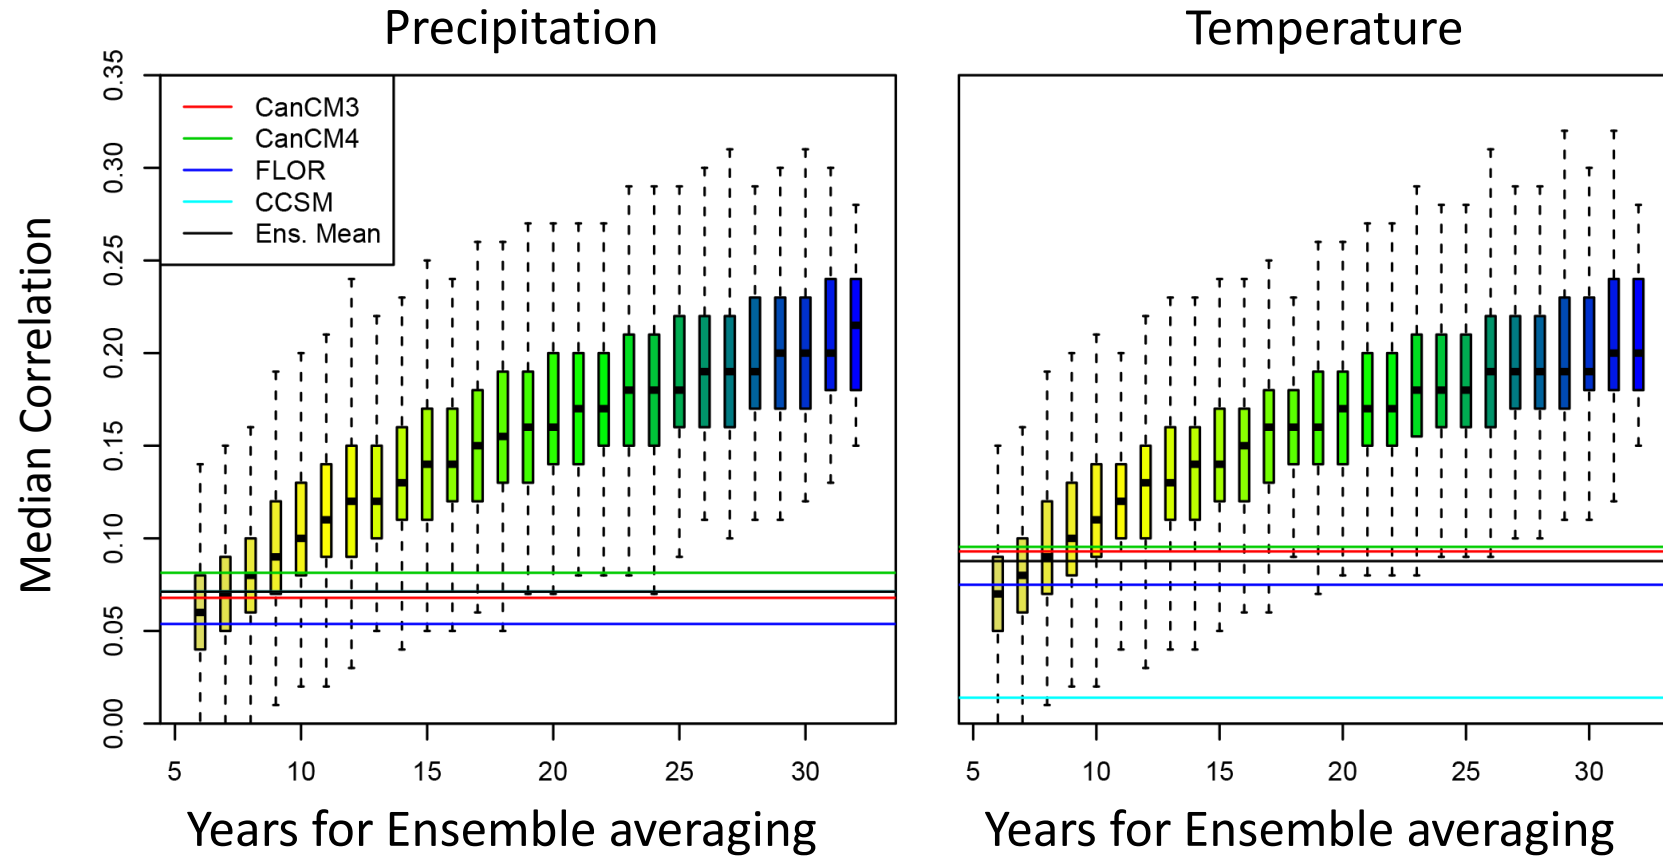 Precipitation
Temperature
Median Correlation
0.35
0.30
0.25
0.20
0.15
0.10
0.05
0.00
CanCM3
CanCM4
FLOR
CCSM
Ens. Mean
5 10 15 20 25 30
5 10 15 20 25 30
Years for Ensemble averaging
Years for Ensemble averaging